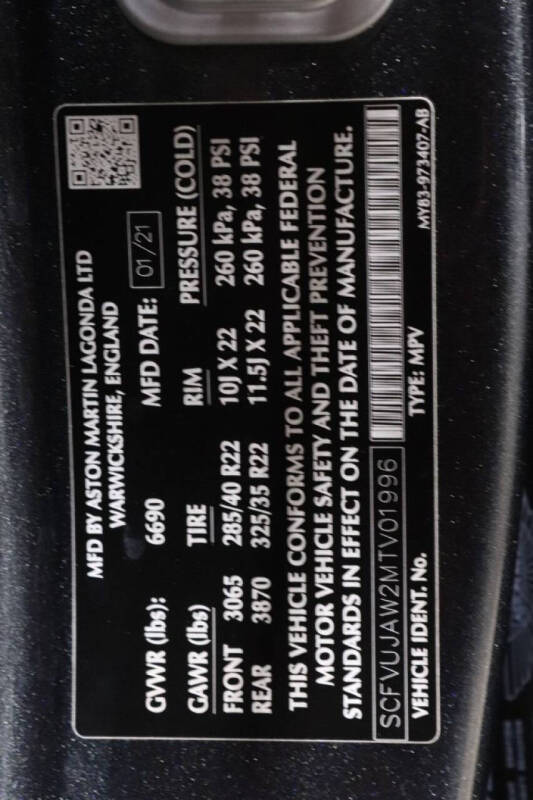 MFD BY ASTON MARTIN LAGONDA LTD
WARWICKSHIRE, ENGLAND
GVWR (lbs): 6690 MFD DATE: 01/21
GAWR (lbs) TIRE RIM PRESSURE (COLD)
FRONT 3065 285/40 R22 10J X 22 260 kPa, 38 PSI
REAR 3870 325/35 R22 11.5J X 22 260 kPa, 38 PSI
THIS VEHICLE CONFORMS TO ALL APPLICABLE FEDERAL
MOTOR VEHICLE SAFETY AND THEFT PREVENTION
STANDARDS IN EFFECT ON THE DATE OF MANUFACTURE.
SCFVUJAW2MTV01996
VEHICLE IDENT. No. TYPE: MPV MY83-973407-AB